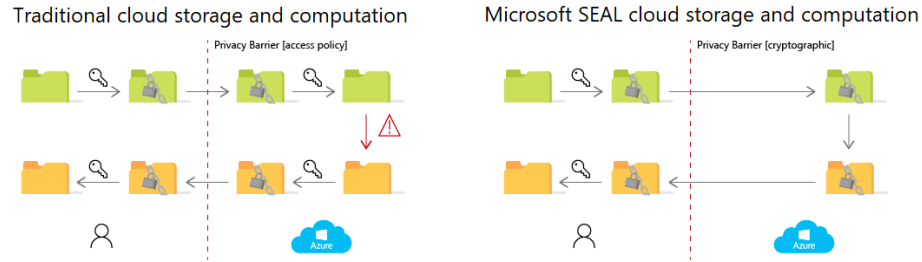 Traditional cloud storage and computation
Privacy Barrier [access policy]
Azure
Microsoft SEAL cloud storage and computation
Privacy Barrier [cryptographic]
Azure